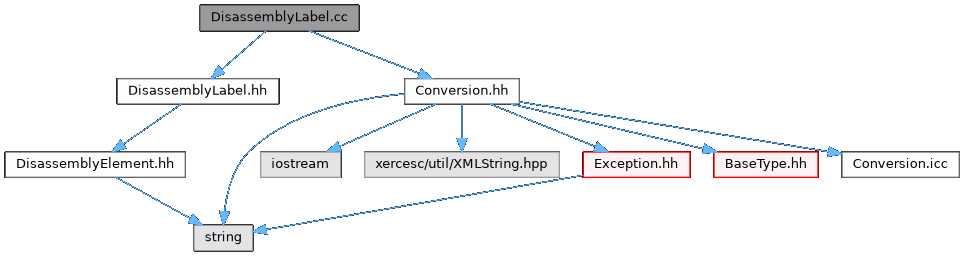 DisassemblyLabel.cc
DisassemblyLabel.hh
Conversion.hh
DisassemblyElement.hh
iostream
xercesc/util/XMLString.hpp
Exception.hh
BaseType.hh
Conversion.icc
string